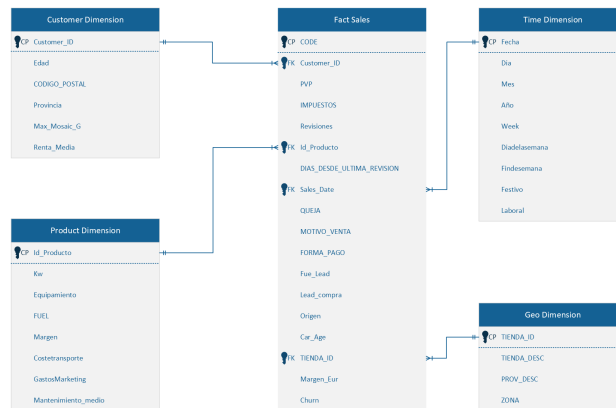 Customer Dimension
CP Customer_ID
Edad
CODIGO_POSTAL
Provincia
Max_Mosaic_G
Renta_Media
Product Dimension
CP Id_Producto
Kw
Equipamiento
FUEL
Margen
Costetransporte
GastosMarketing
Mantenimiento_medio
Fact Sales
CP CODE
FK Customer_ID
PVP
IMPUESTOS
Revisiones
FK Id_Producto
DIAS_DESDE_ULTIMA_REVISION
FK Sales_Date
QUEJA
MOTIVO_VENTA
FORMA_PAGO
Fue_Lead
Lead_compra
Origen
Car_Age
FK TIENDA_ID
Margen_Eur
Churn
Time Dimension
CP Fecha
Dia
Mes
Año
Week
Diadelasemana
Findesemana
Festivo
Laboral
Geo Dimension
CP TIENDA_ID
TIENDA_DESC
PROV_DESC
ZONA